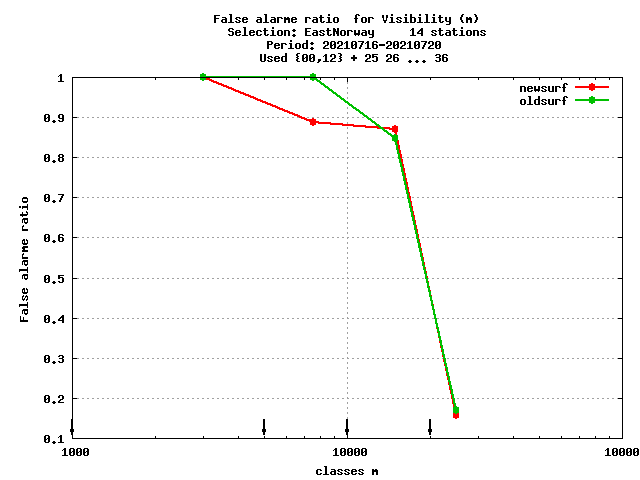 False alarme ratio  for Visibility (m)
Selection: EastNorway     14 stations
Period: 20210716-20210720
Used {00,12} + 25 26 ... 36
newsurf
oldsurf
1
0.9
0.8
0.7
0.6
0.5
0.4
0.3
0.2
0.1
False alarme ratio
1000
10000
10000
classes m